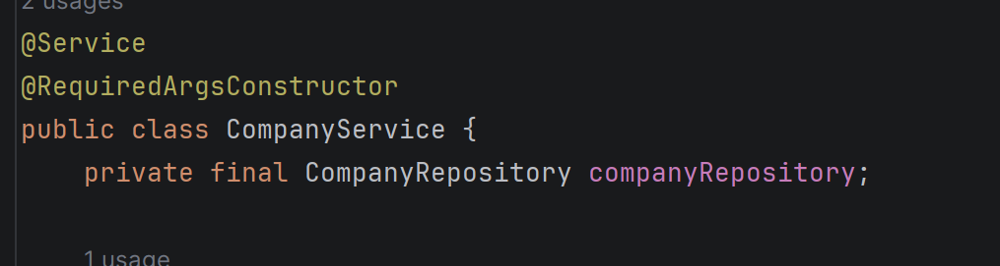 2 usages
@Service
@RequiredArgsConstructor
public class CompanyService {
private final CompanyRepository companyRepository;
1 usage